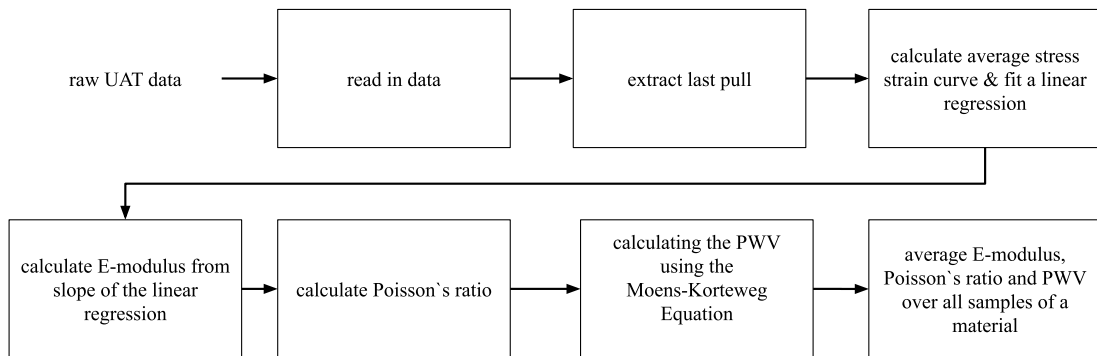 raw UAT data
read in data
extract last pull
calculate average stress
strain curve & fit a linear
regression
calculate E-modulus from
slope of the linear
regression
calculate Poisson`s ratio
calculating the PWV
using the
Moens-Korteweg
Equation
average E-modulus,
Poisson`s ratio and PWV
over all samples of a
material